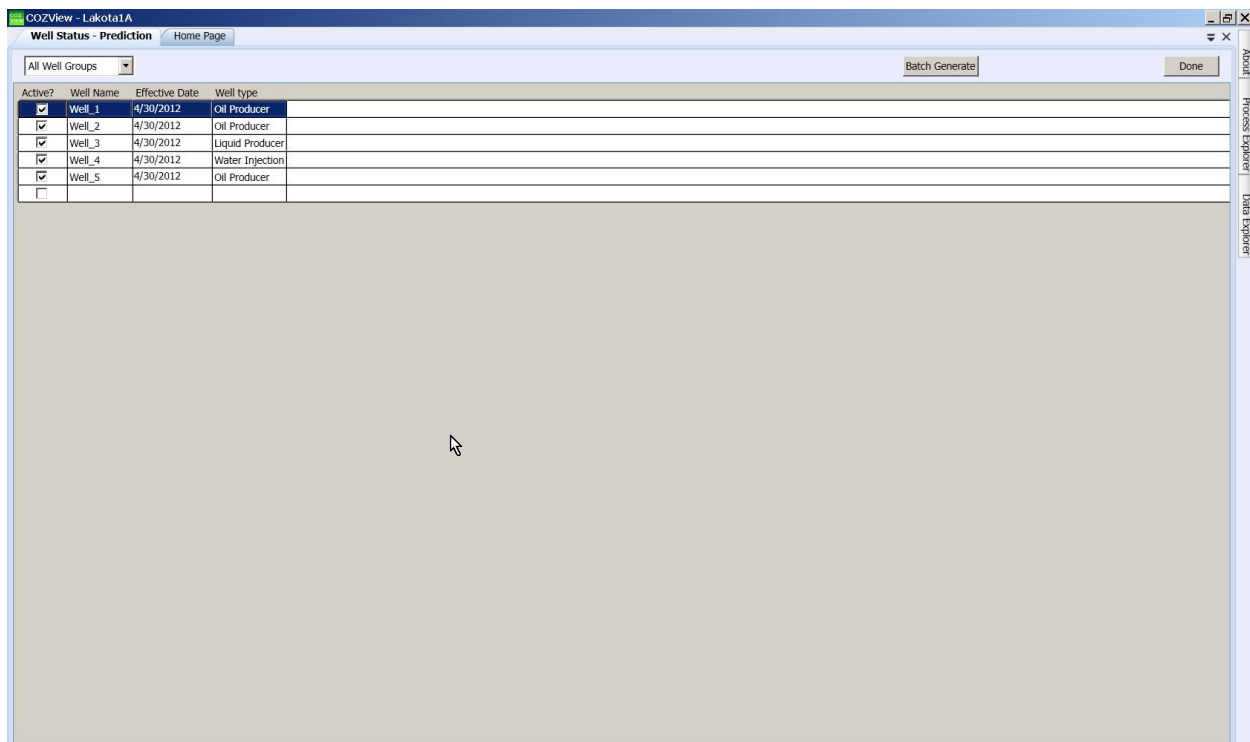 COZ View COZView - Lakota1A
Well Status - Prediction Home Page
All Well Groups Batch Generate Done
Active? Well Name Effective Date Well type
Well_1 4/30/2012 Oil Producer
Well_2 4/30/2012 Oil Producer
Well_3 4/30/2012 Liquid Producer
Well_4 4/30/2012 Water Injection
Well_5 4/30/2012 Oil Producer
About
Process Explorer
Data Explorer